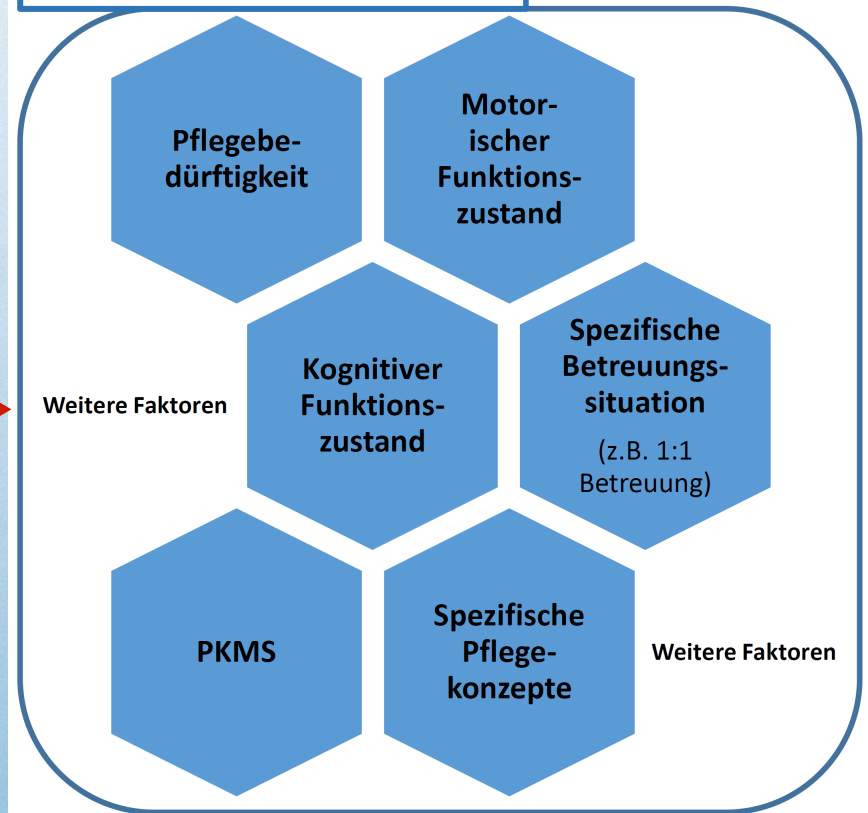 Pflegebe-
dürftigkeit
Motor-
ischer
Funktions-
zustand
Weitere Faktoren
Kognitiver
Funktions-
zustand
Spezifische
Betreuungs-
situation
(z.B. 1:1
Betreuung)
PKMS
Spezifische
Pflege-
konzepte
Weitere Faktoren